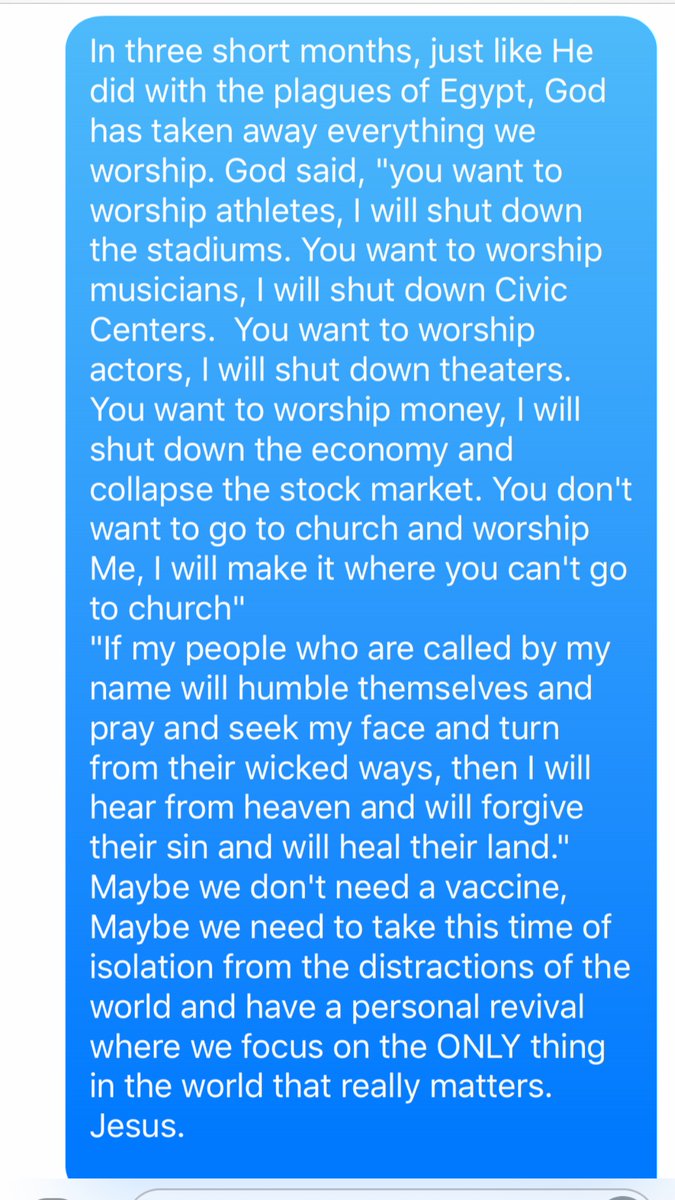 In three short months, just like He
did with the plagues of Egypt, God
has taken away everything we
worship. God said, "you want to
worship athletes, I will shut down
the stadiums. You want to worship
musicians, I will shut down Civic
Centers.  You want to worship
actors, I will shut down theaters.
You want to worship money, I will
shut down the economy and
collapse the stock market. You don't
want to go to church and worship
Me, I will make it where you can't go
to church"
"If my people who are called by my
name will humble themselves and
pray and seek my face and turn
from their wicked ways, then I will
hear from heaven and will forgive
their sin and will heal their land."
Maybe we don't need a vaccine,
Maybe we need to take this time of
isolation from the distractions of the
world and have a personal revival
where we focus on the ONLY thing
in the world that really matters.
Jesus.